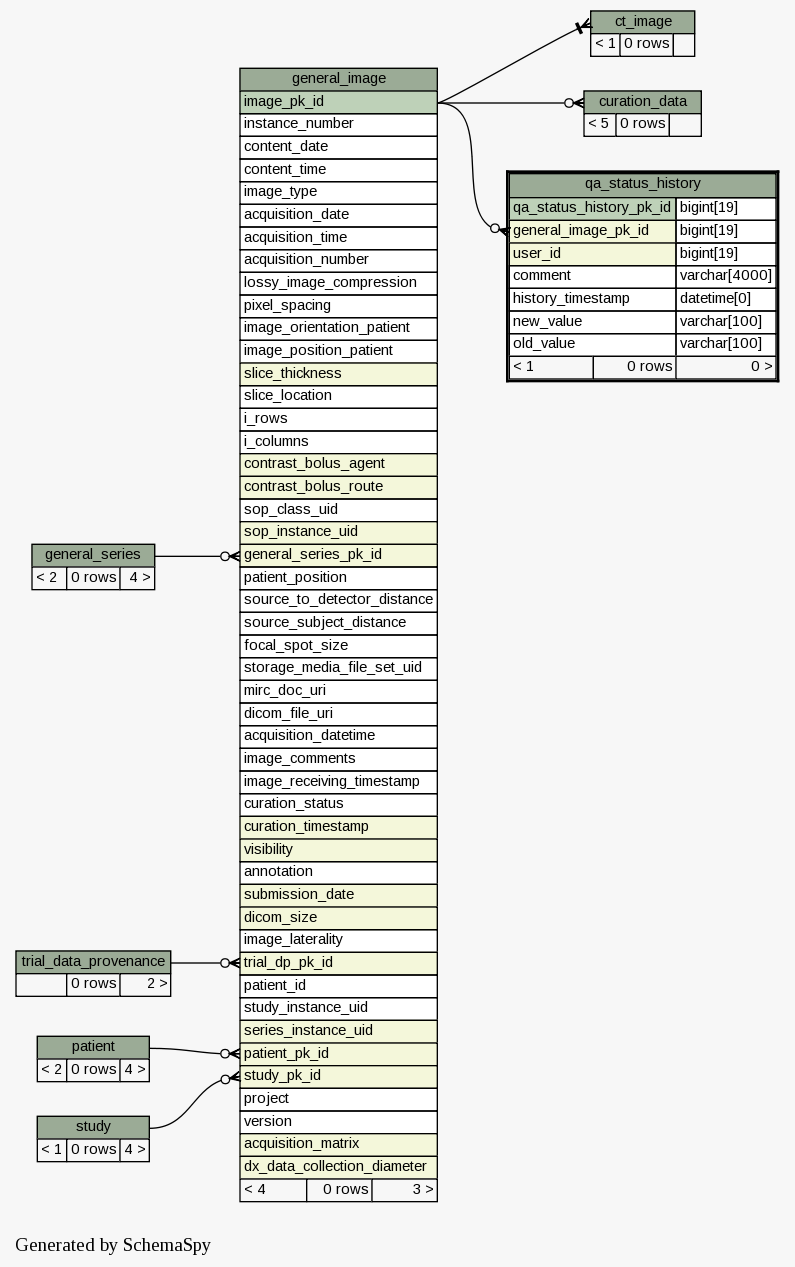 ct_image
< 1 0 rows
curation_data
< 5 0 rows
qa_status_history
qa_status_history_pk_id bigint[19]
general_image_pk_id bigint[19]
user_id bigint[19]
comment varchar[4000]
history_timestamp datetime[0]
new_value varchar[100]
old_value varchar[100]
< 1 0 rows 0 >
general_image
image_pk_id
instance_number
content_date
content_time
image_type
acquisition_date
acquisition_time
acquisition_number
lossy_image_compression
pixel_spacing
image_orientation_patient
image_position_patient
slice_thickness
slice_location
i_rows
i_columns
contrast_bolus_agent
contrast_bolus_route
sop_class_uid
sop_instance_uid
general_series_pk_id
patient_position
source_to_detector_distance
source_subject_distance
focal_spot_size
storage_media_file_set_uid
mirc_doc_uri
dicom_file_uri
acquisition_datetime
image_comments
image_receiving_timestamp
curation_status
curation_timestamp
visibility
annotation
submission_date
dicom_size
image_laterality
trial_dp_pk_id
patient_id
study_instance_uid
series_instance_uid
patient_pk_id
study_pk_id
project
version
acquisition_matrix
dx_data_collection_diameter
< 4 0 rows 3 >
general_series
< 2 0 rows 4 >
trial_data_provenance
0 rows 2 >
patient
< 2 0 rows 4 >
study
< 1 0 rows 4 >
Generated by SchemaSpy